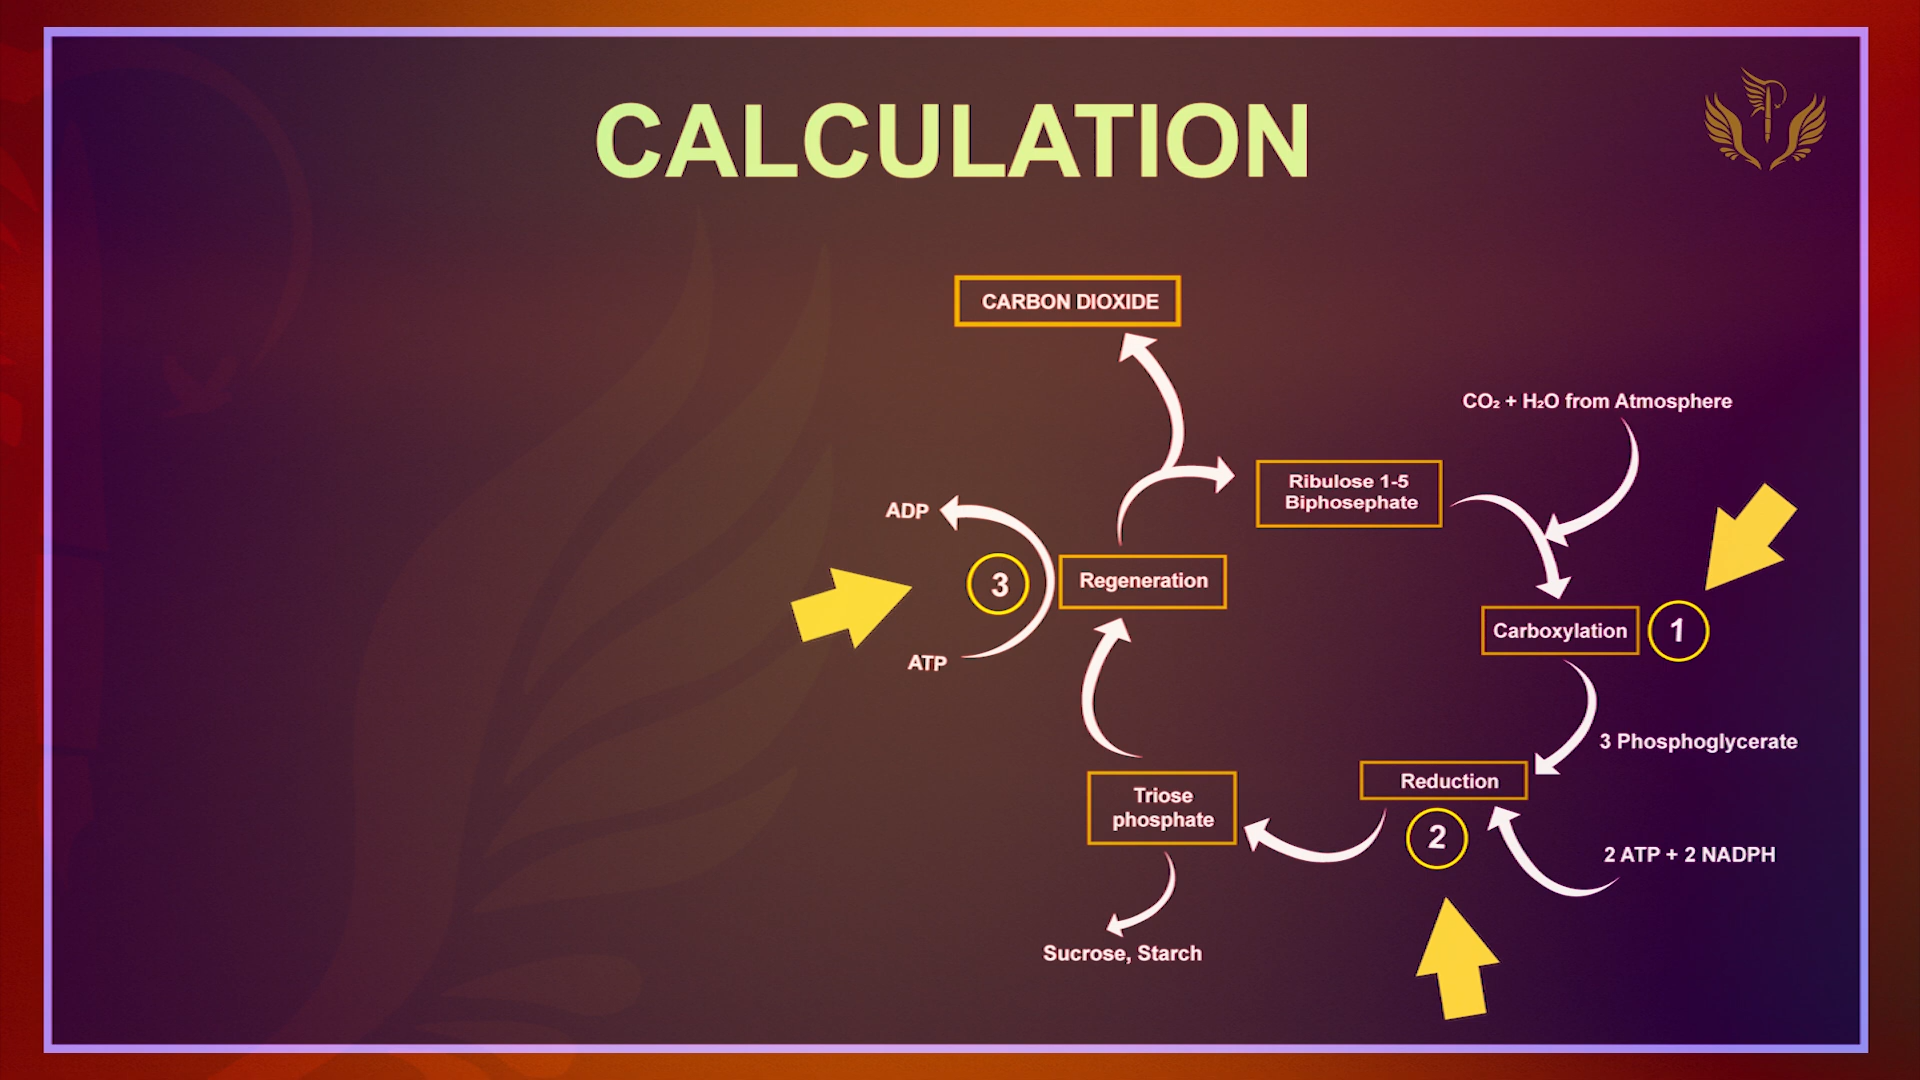 CALCULATION
CARBON DIOXIDE
CO₂ + H₂O from Atmosphere
Ribulose 1-5
Biphosephate
ADP
3
Regeneration
ATP
Carboxylation
1
3 Phosphoglycerate
Reduction
2
Triose
phosphate
2 ATP + 2 NADPH
Sucrose, Starch